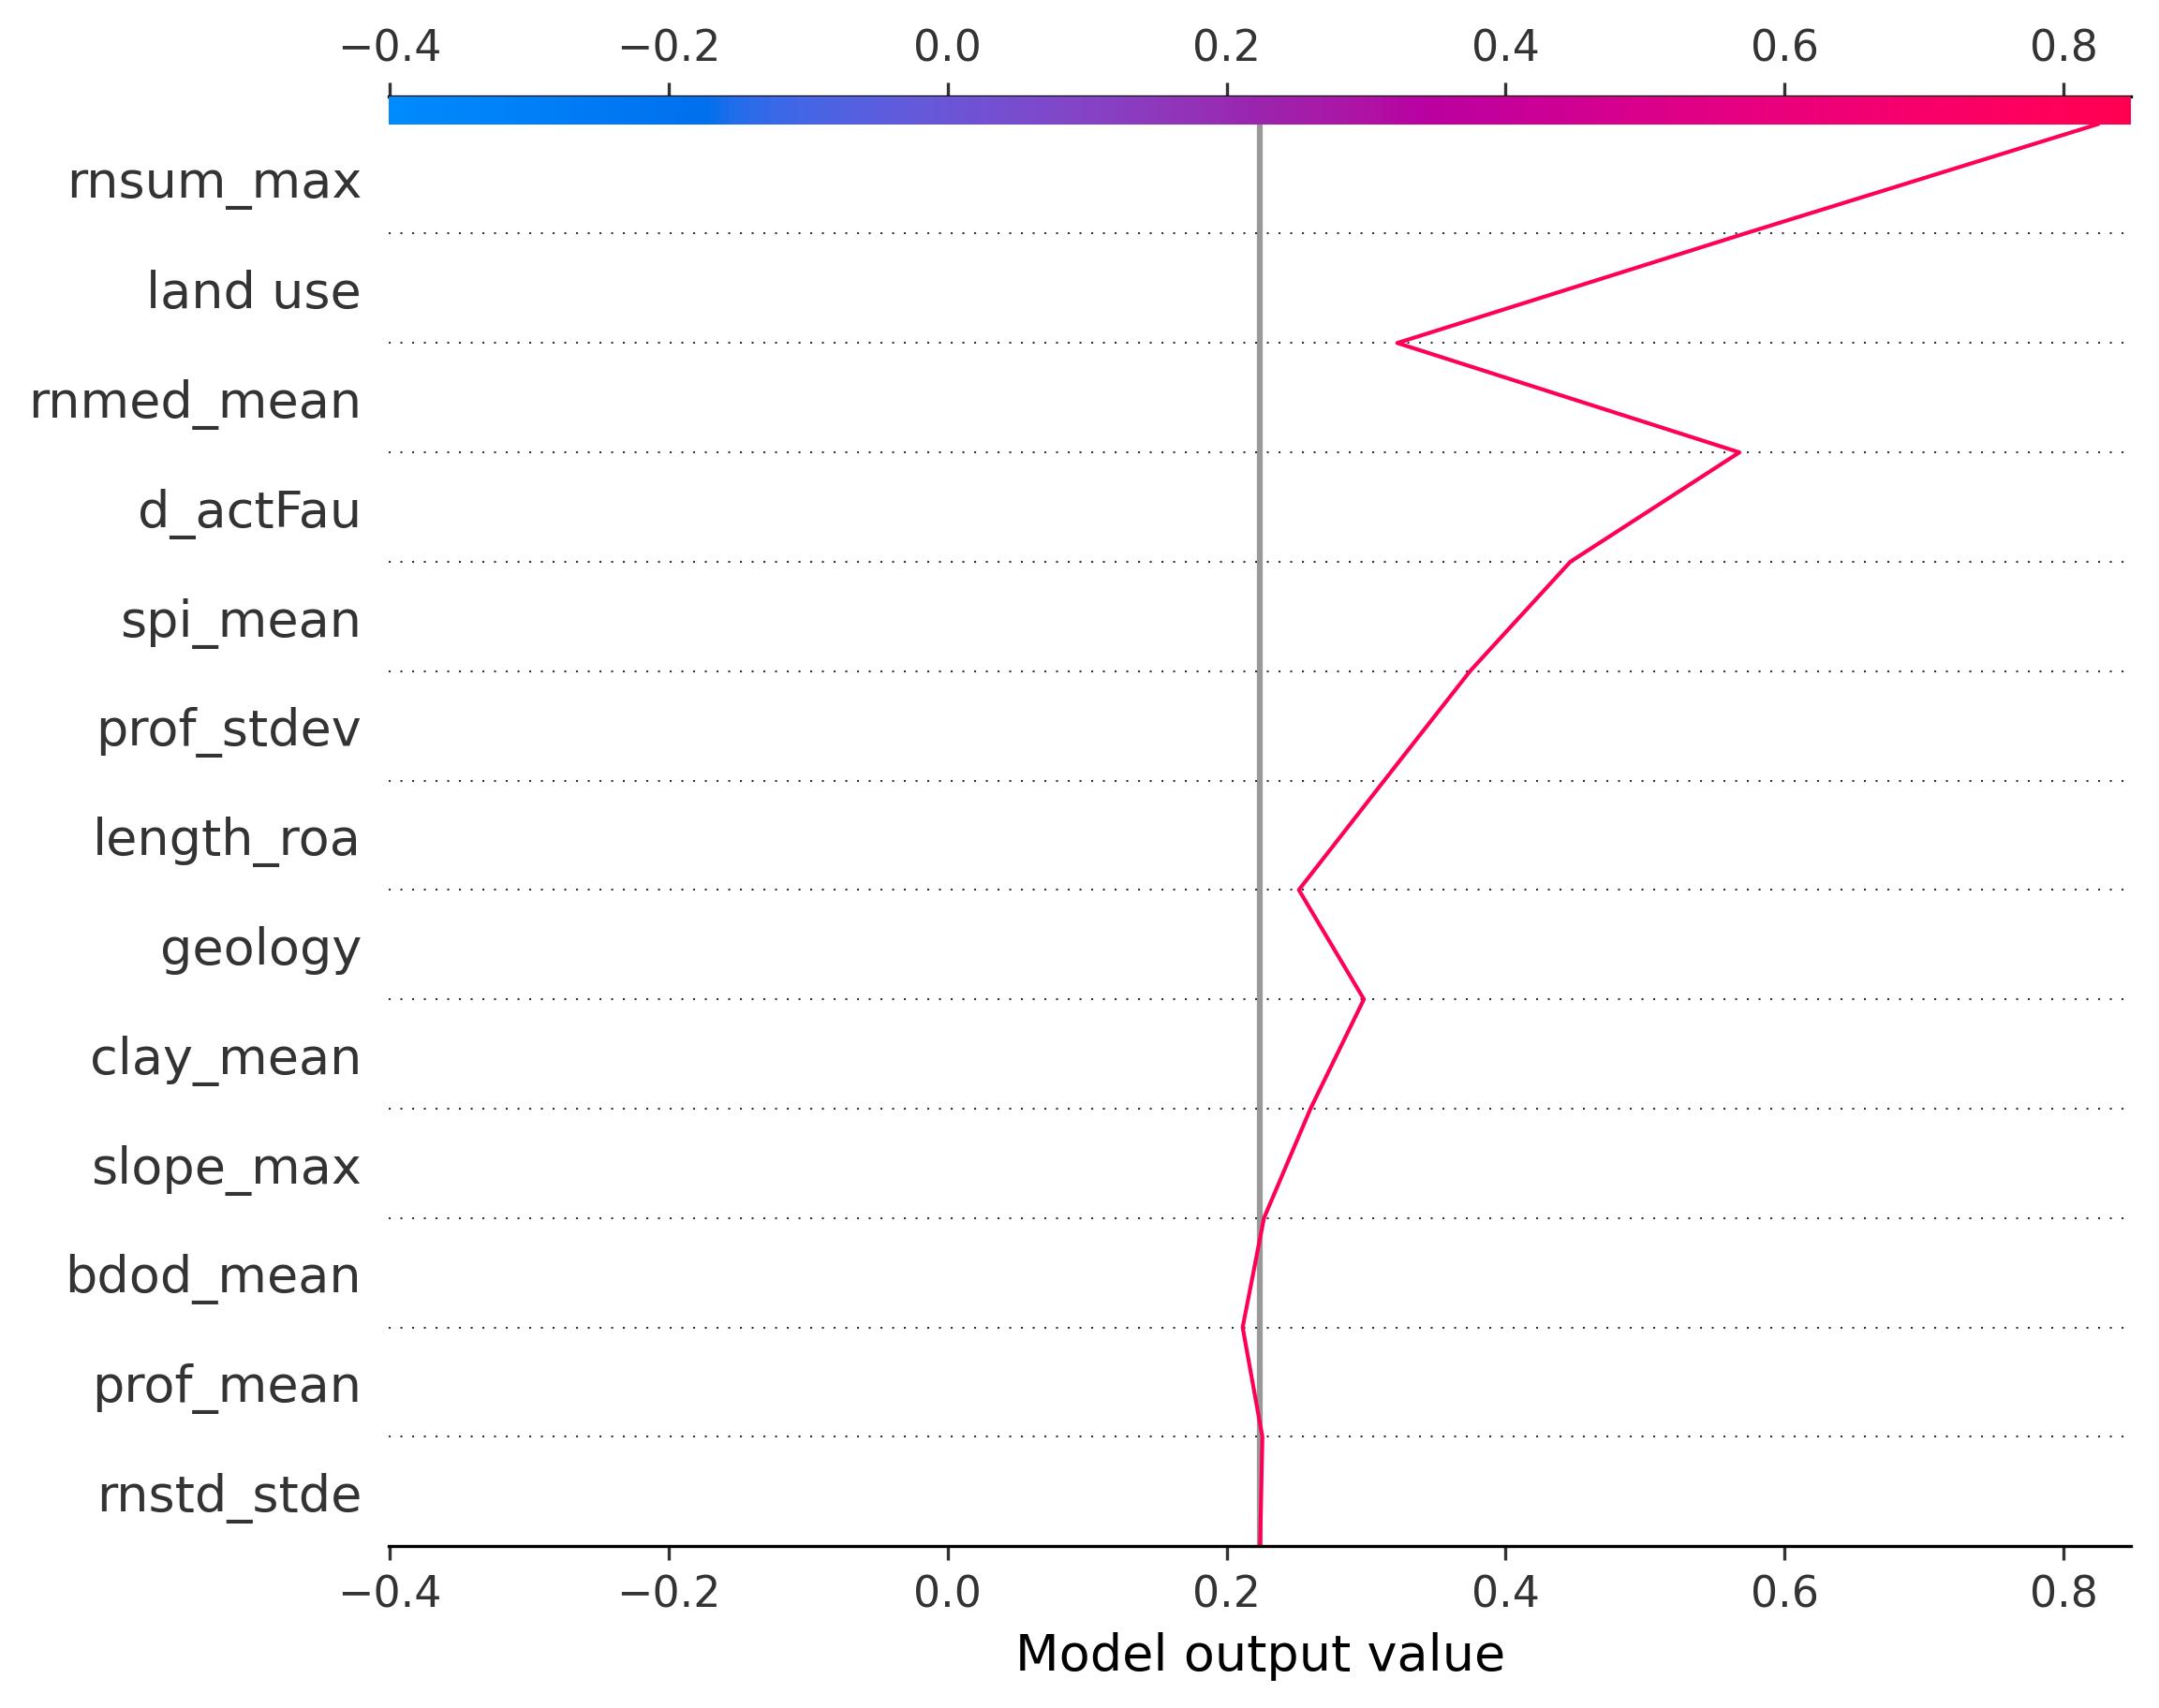 −0.4 −0.2 0.0 0.2 0.4 0.6 0.8
rnsum_max
land use
rnmed_mean
d_actFau
spi_mean
prof_stdev
length_roa
geology
clay_mean
slope_max
bdod_mean
prof_mean
rnstd_stde
−0.4 −0.2 0.0 0.2 0.4 0.6 0.8
Model output value